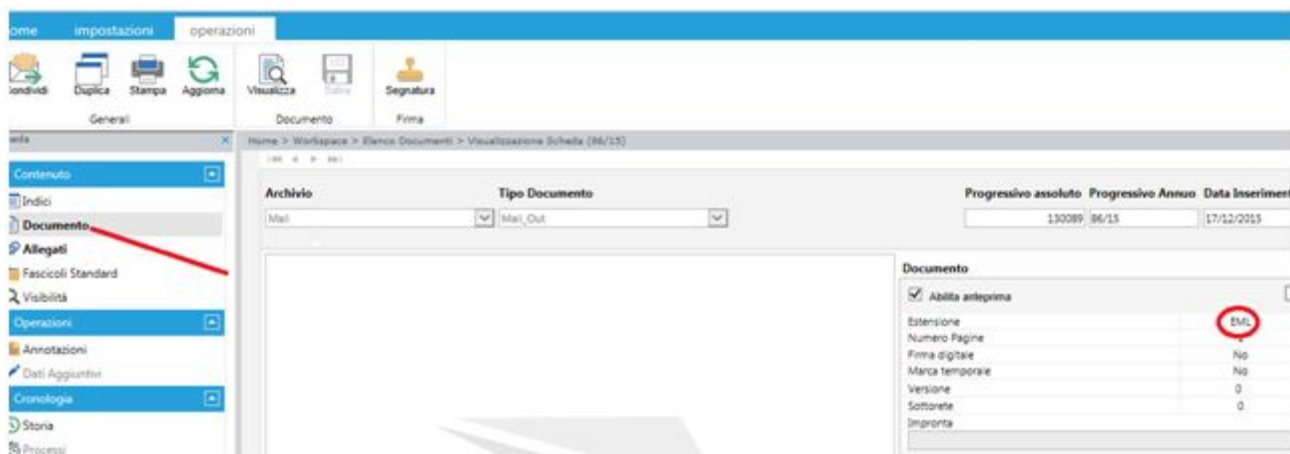 ome impostazioni operazioni
ondividi Duplica Stampa Aggiorna Visualizza Salva Segnatura
Generali Documento Firma
eda
Home > Workspace > Elenco Documenti > Visualizzazione Scheda (86/15)
Contenuto
Indici
Documento
Allegati
Fascicoli Standard
Visibilità
Operazioni
Annotazioni
Dati Aggiuntivi
Cronologia
Storia
Processi
Archivio Tipo Documento Progressivo assoluto Progressivo Annuo Data Inseriment
Mail Mail_Out 130089 86/15 17/12/2015
Documento
Abilita anteprima
Estensione EML
Numero Pagine
Firma digitale No
Marca temporale No
Versione 0
Sottorete 0
Impronta